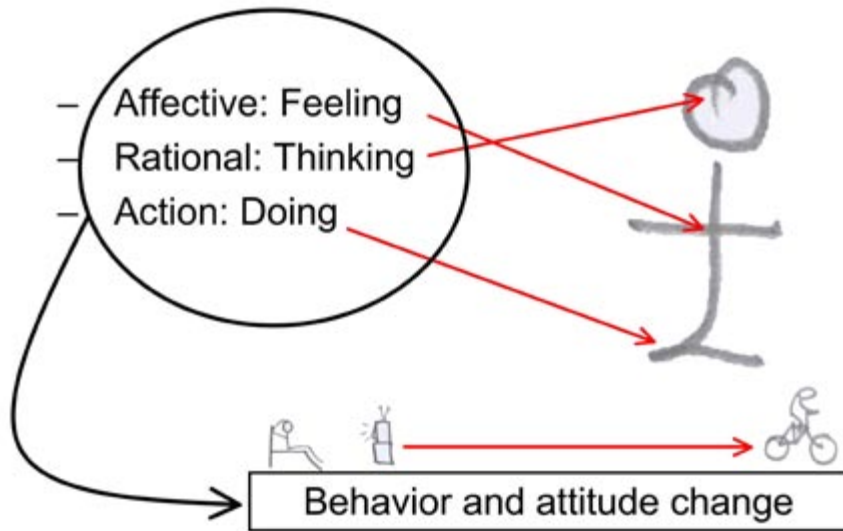 – Affective: Feeling
– Rational: Thinking
– Action: Doing
Behavior and attitude change